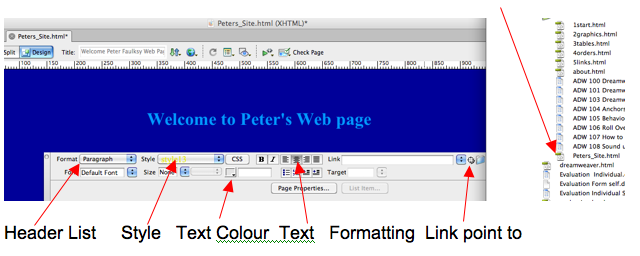 Peters_Site.html (XHTML)*
Peters_Site.html*
Split Design Title: Welcome Peter Faulksy Web Pa Check Page
100 150 200 250 300 350 400 450 500 550 600 650 700 750 800 850 900
Welcome to Peter's Web page
Format Paragraph Style CSS B I Link
Default Font Size None Target
Page Properties... List Item...
1start.html
2graphics.html
3tables.html
4orders.html
5links.html
about.html
ADW 100 Dreamw
ADW 101 Dream
ADW 103 Dreamw
ADW 104 Anchor
ADW 105 Behavio
ADW 106 Roll Ove
ADW 107 How to
ADW 108 Sound u
Peters_Site.html
dreamweaver.html
Evaluation Individual.d
Evaluation Form self.d
Evaluation Individual S
Header List Style Text Colour Text Formatting Link point to